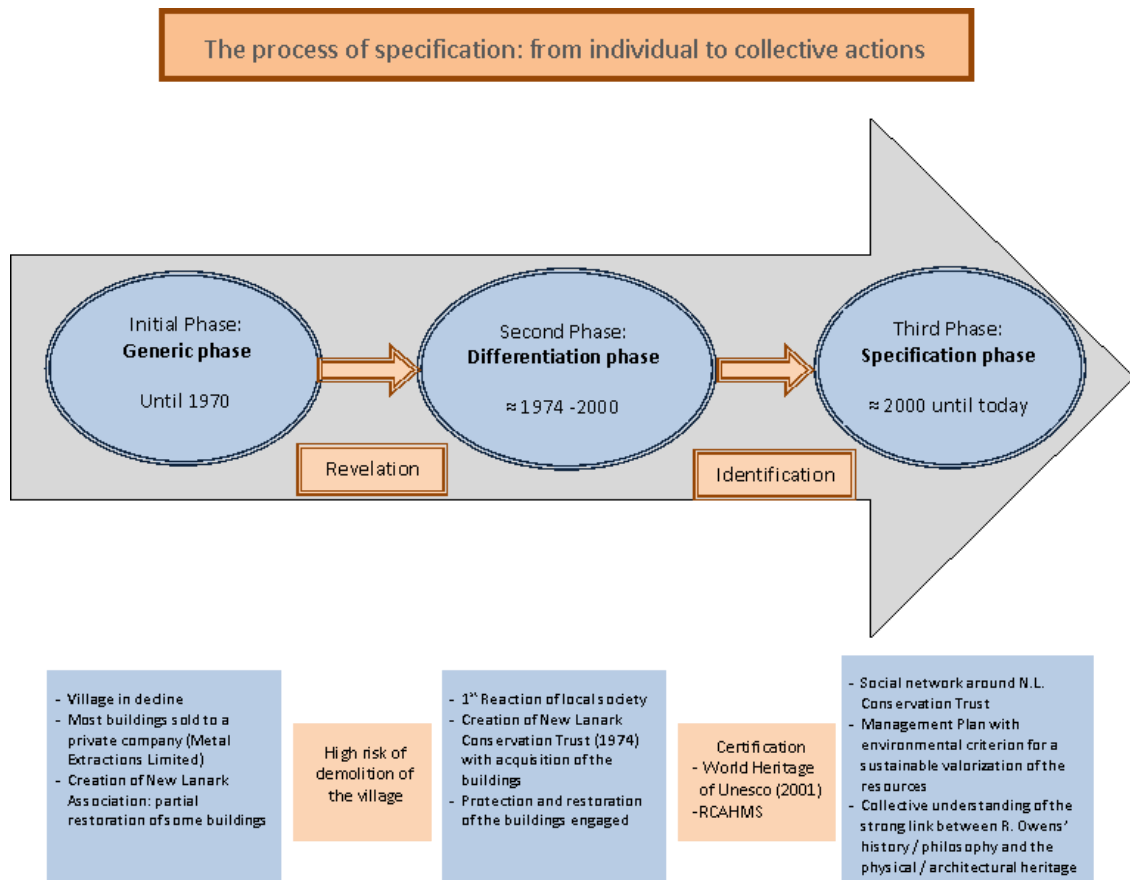 The process of specification: from individual to collective actions
Initial Phase:
Generic phase
Until 1970
Second Phase:
Differentiation phase
≈ 1974 -2000
Third Phase:
Specification phase
≈ 2000 until today
Revelation
Identification
- Village in decline
- Most buildings sold to a
private company (Metal
Extractions Limited)
- Creation of New Lanark
Association: partial
restoration of some buildings
High risk of
demolition of
the village
- 1st Reaction of local society
- Creation of New Lanark
Conservation Trust (1974)
with acquisition of the
buildings
- Protection and restoration
of the buildings engaged
Certification
- World Heritage
of Unesco (2001)
-RCAHMS
- Social network around N.L.
Conservation Trust
- Management Plan with
environmental criterion for a
sustainable valorization of the
resources
- Collective understanding of the
strong link between R. Owens'
history / philosophy and the
physical / architectural heritage